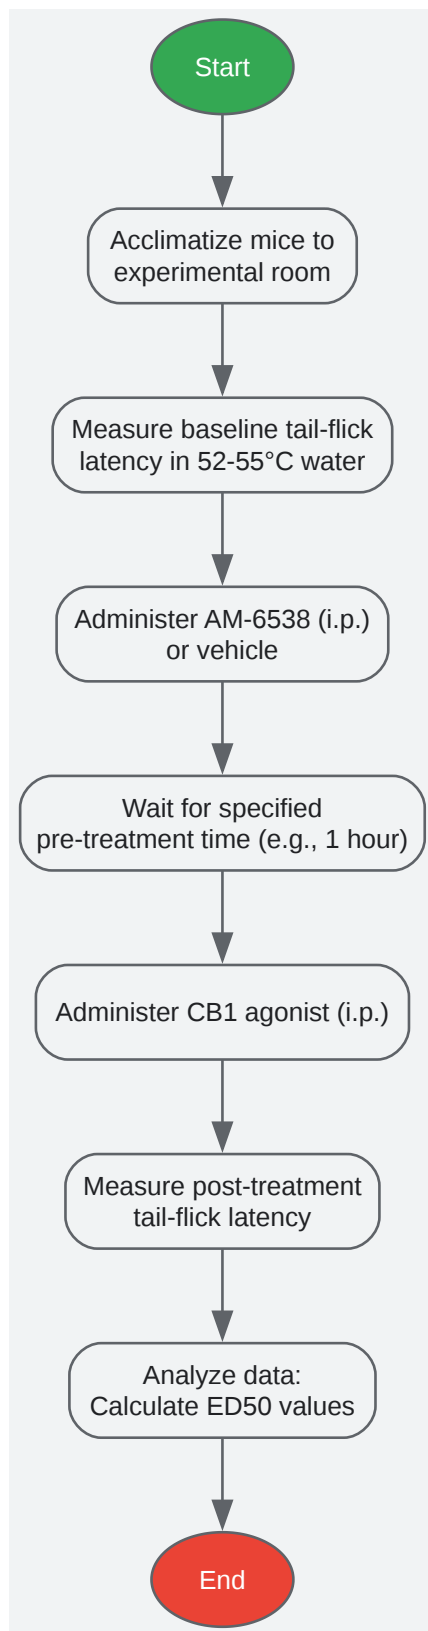 Start
Acclimatize mice to
experimental room
Measure baseline tail-flick
latency in 52-55°C water
Administer AM-6538 (i.p.)
or vehicle
Wait for specified
pre-treatment time (e.g., 1 hour)
Administer CB1 agonist (i.p.)
Measure post-treatment
tail-flick latency
Analyze data:
Calculate ED50 values
End